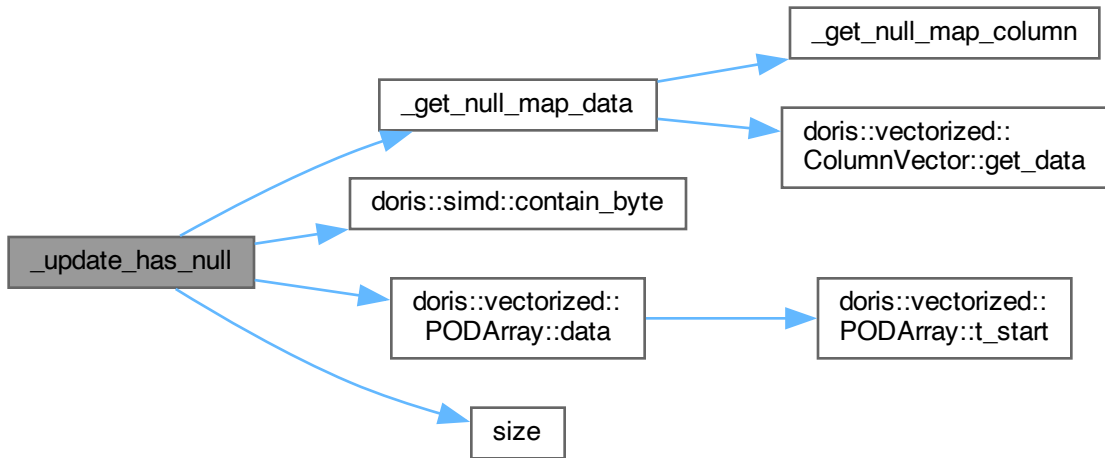 _get_null_map_column
_get_null_map_data
doris::vectorized::
ColumnVector::get_data
doris::simd::contain_byte
_update_has_null
doris::vectorized::
PODArray::data
doris::vectorized::
PODArray::t_start
size